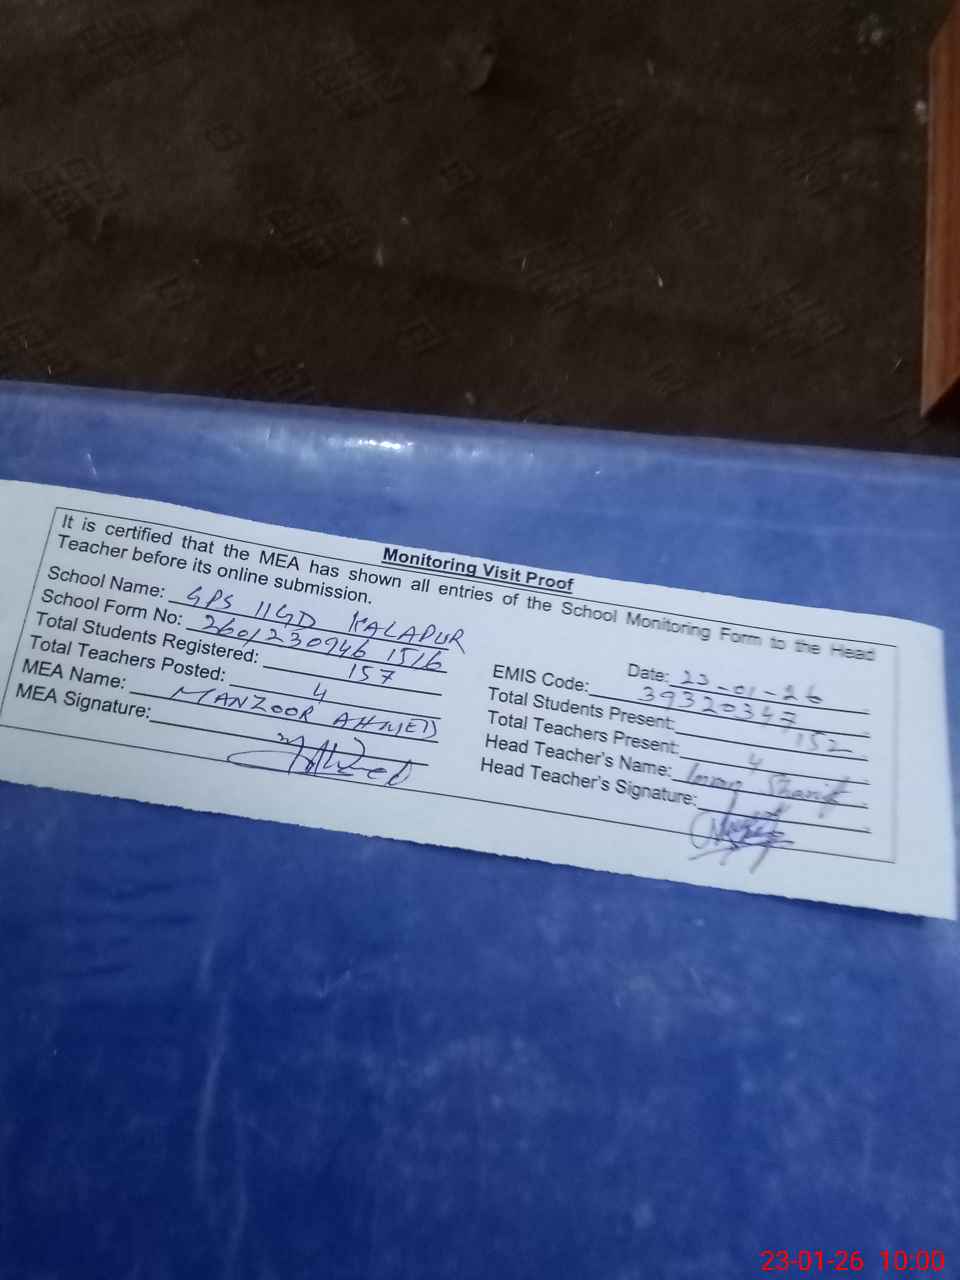 Monitoring Visit Proof
It is certified that the MEA has shown all entries of the School Monitoring Form to the Head
Teacher before its online submission.
Date: 23-01-26
School Name: GPS 11GD KALAPUR
EMIS Code: 39320347
School Form No: 26012309461516
Total Students Present: 152
Total Students Registered: 157
Total Teachers Present: 4
Total Teachers Posted: 4
Head Teacher's Name: Sharif
MEA Name: MANZOOR AHMED
Head Teacher's Signature:
MEA Signature:
23-01-26 10:00